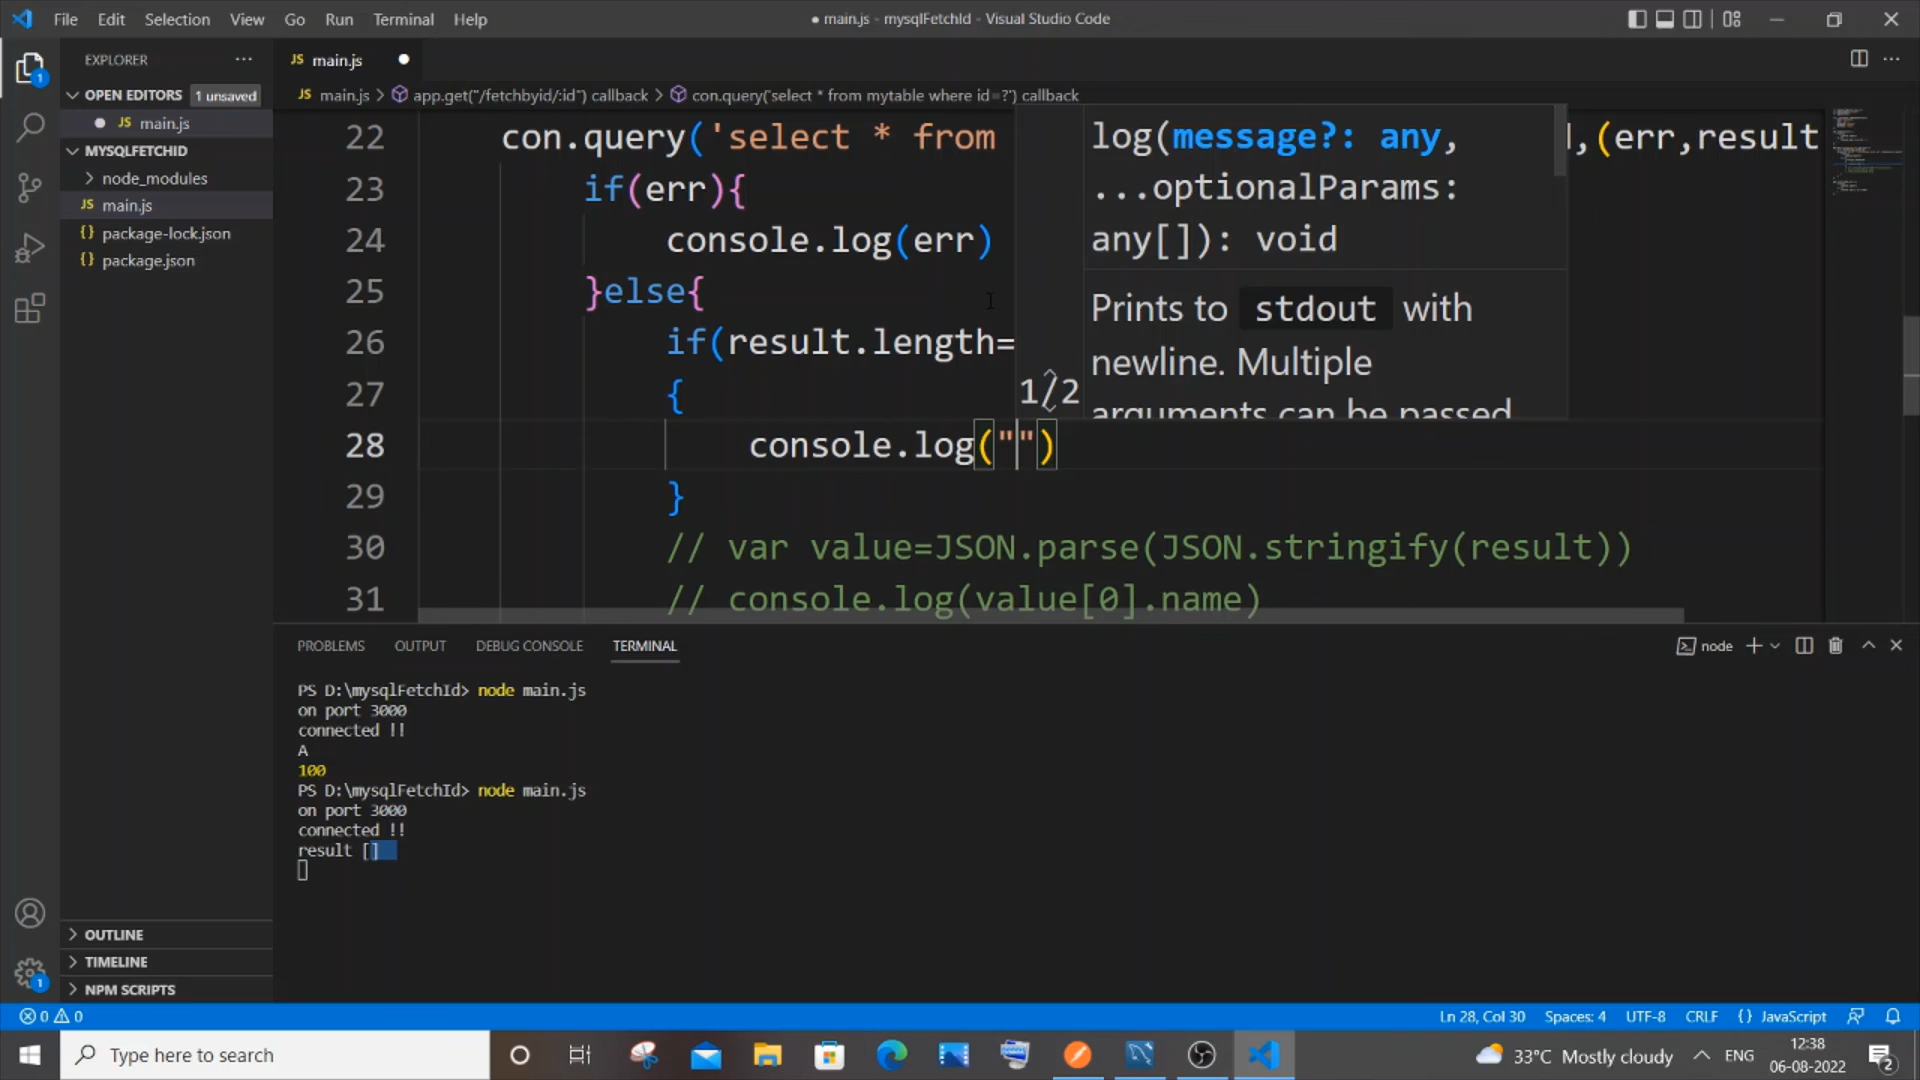 File Edit Selection View Go Run Terminal Help
● main.js - mysqlFetchId - Visual Studio Code
EXPLORER
OPEN EDITORS 1 unsaved
JS main.js
MYSQLFETCHID
node_modules
JS main.js
{} package-lock.json
{} package.json
OUTLINE
TIMELINE
NPM SCRIPTS
JS main.js
JS main.js > app.get("/fetchbyid/:id") callback > con.query('select * from mytable where id=?') callback
22 con.query('select * from ,(err,result
23 if(err){
24 console.log(err)
25 }else{
26 if(result.length=
27 {
28 console.log("")
29 }
30 // var value=JSON.parse(JSON.stringify(result))
31 // console.log(value[0].name)
1/2
log(message?: any,
...optionalParams:
any[]): void
Prints to stdout with
newline. Multiple
arguments can be passed
PROBLEMS OUTPUT DEBUG CONSOLE TERMINAL
node
PS D:\mysqlFetchId> node main.js
on port 3000
connected !!
A
100
PS D:\mysqlFetchId> node main.js
on port 3000
connected !!
result []
0 0
Ln 28, Col 30 Spaces: 4 UTF-8 CRLF {} JavaScript
Type here to search
33°C Mostly cloudy
ENG
12:38
06-08-2022
2